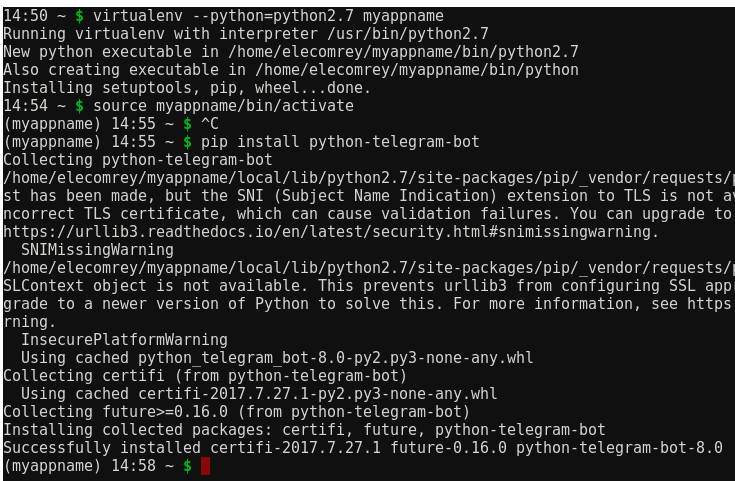 14:50 ~ $ virtualenv --python=python2.7 myappname
Running virtualenv with interpreter /usr/bin/python2.7
New python executable in /home/elecomrey/myappname/bin/python2.7
Also creating executable in /home/elecomrey/myappname/bin/python
Installing setuptools, pip, wheel...done.
14:54 ~ $ source myappname/bin/activate
(myappname) 14:55 ~ $ ^C
(myappname) 14:55 ~ $ pip install python-telegram-bot
Collecting python-telegram-bot
/home/elecomrey/myappname/local/lib/python2.7/site-packages/pip/_vendor/requests/p
st has been made, but the SNI (Subject Name Indication) extension to TLS is not av
ncorrect TLS certificate, which can cause validation failures. You can upgrade to
https://urllib3.readthedocs.io/en/latest/security.html#snimissingwarning.
  SNIMissingWarning
/home/elecomrey/myappname/local/lib/python2.7/site-packages/pip/_vendor/requests/p
SLContext object is not available. This prevents urllib3 from configuring SSL appr
grade to a newer version of Python to solve this. For more information, see https
rning.
  InsecurePlatformWarning
  Using cached python_telegram_bot-8.0-py2.py3-none-any.whl
Collecting certifi (from python-telegram-bot)
  Using cached certifi-2017.7.27.1-py2.py3-none-any.whl
Collecting future>=0.16.0 (from python-telegram-bot)
Installing collected packages: certifi, future, python-telegram-bot
Successfully installed certifi-2017.7.27.1 future-0.16.0 python-telegram-bot-8.0
(myappname) 14:58 ~ $